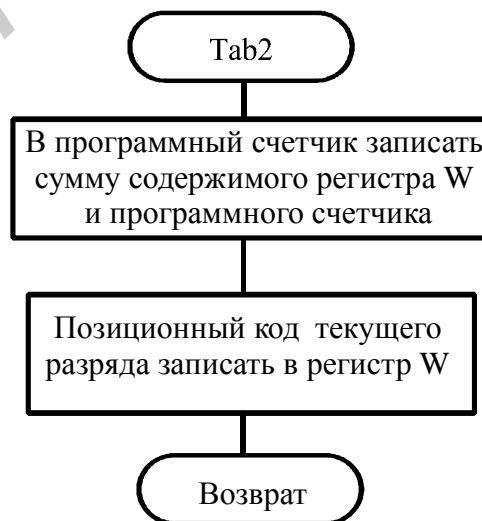 Tab2
В программный счетчик записать
сумму содержимого регистра W
и программного счетчика
Позиционный код текущего
разряда записать в регистр W
Возврат